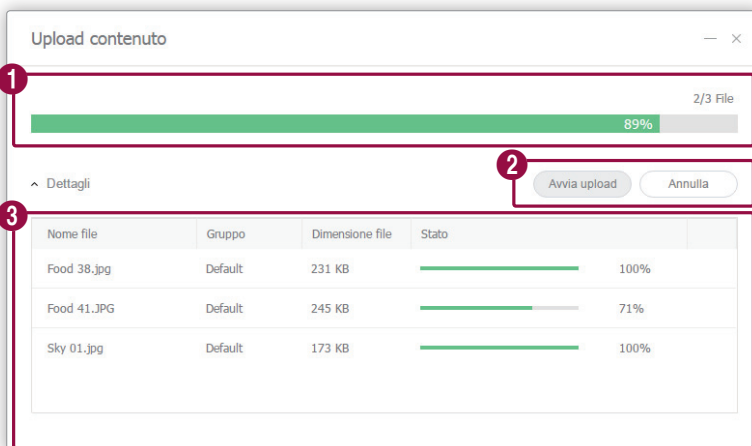 Upload contenuto
1
2/3 File
89%
2
Dettagli
Avvia upload Annulla
3
Nome file Gruppo Dimensione file Stato
Food 38.jpg Default 231 KB 100%
Food 41.JPG Default 245 KB 71%
Sky 01.jpg Default 173 KB 100%